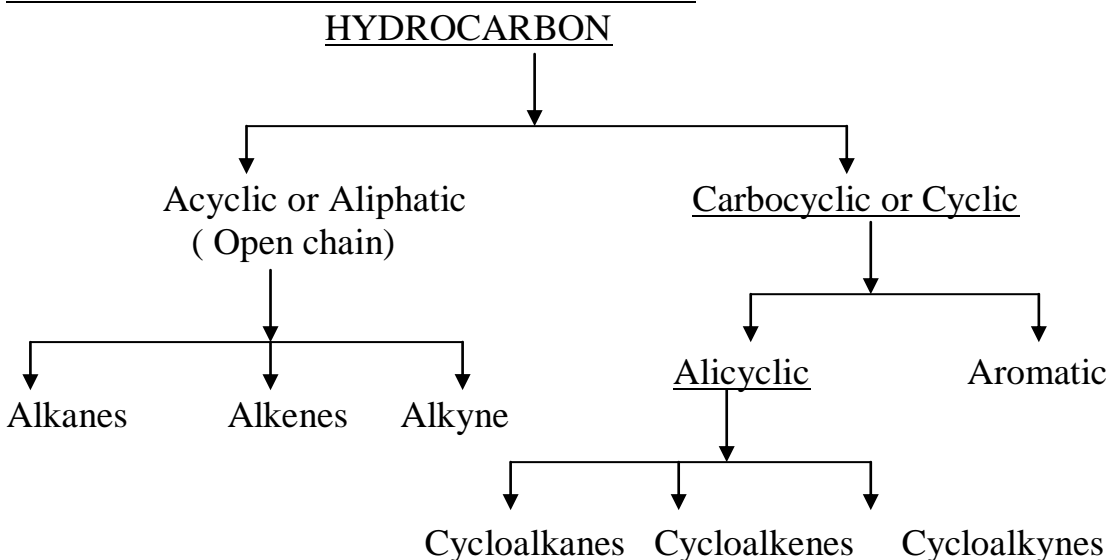 HYDROCARBON
Acyclic or Aliphatic
( Open chain)
Carbocyclic or Cyclic
Alkanes Alkenes Alkyne
Alicyclic Aromatic
Cycloalkanes Cycloalkenes Cycloalkynes